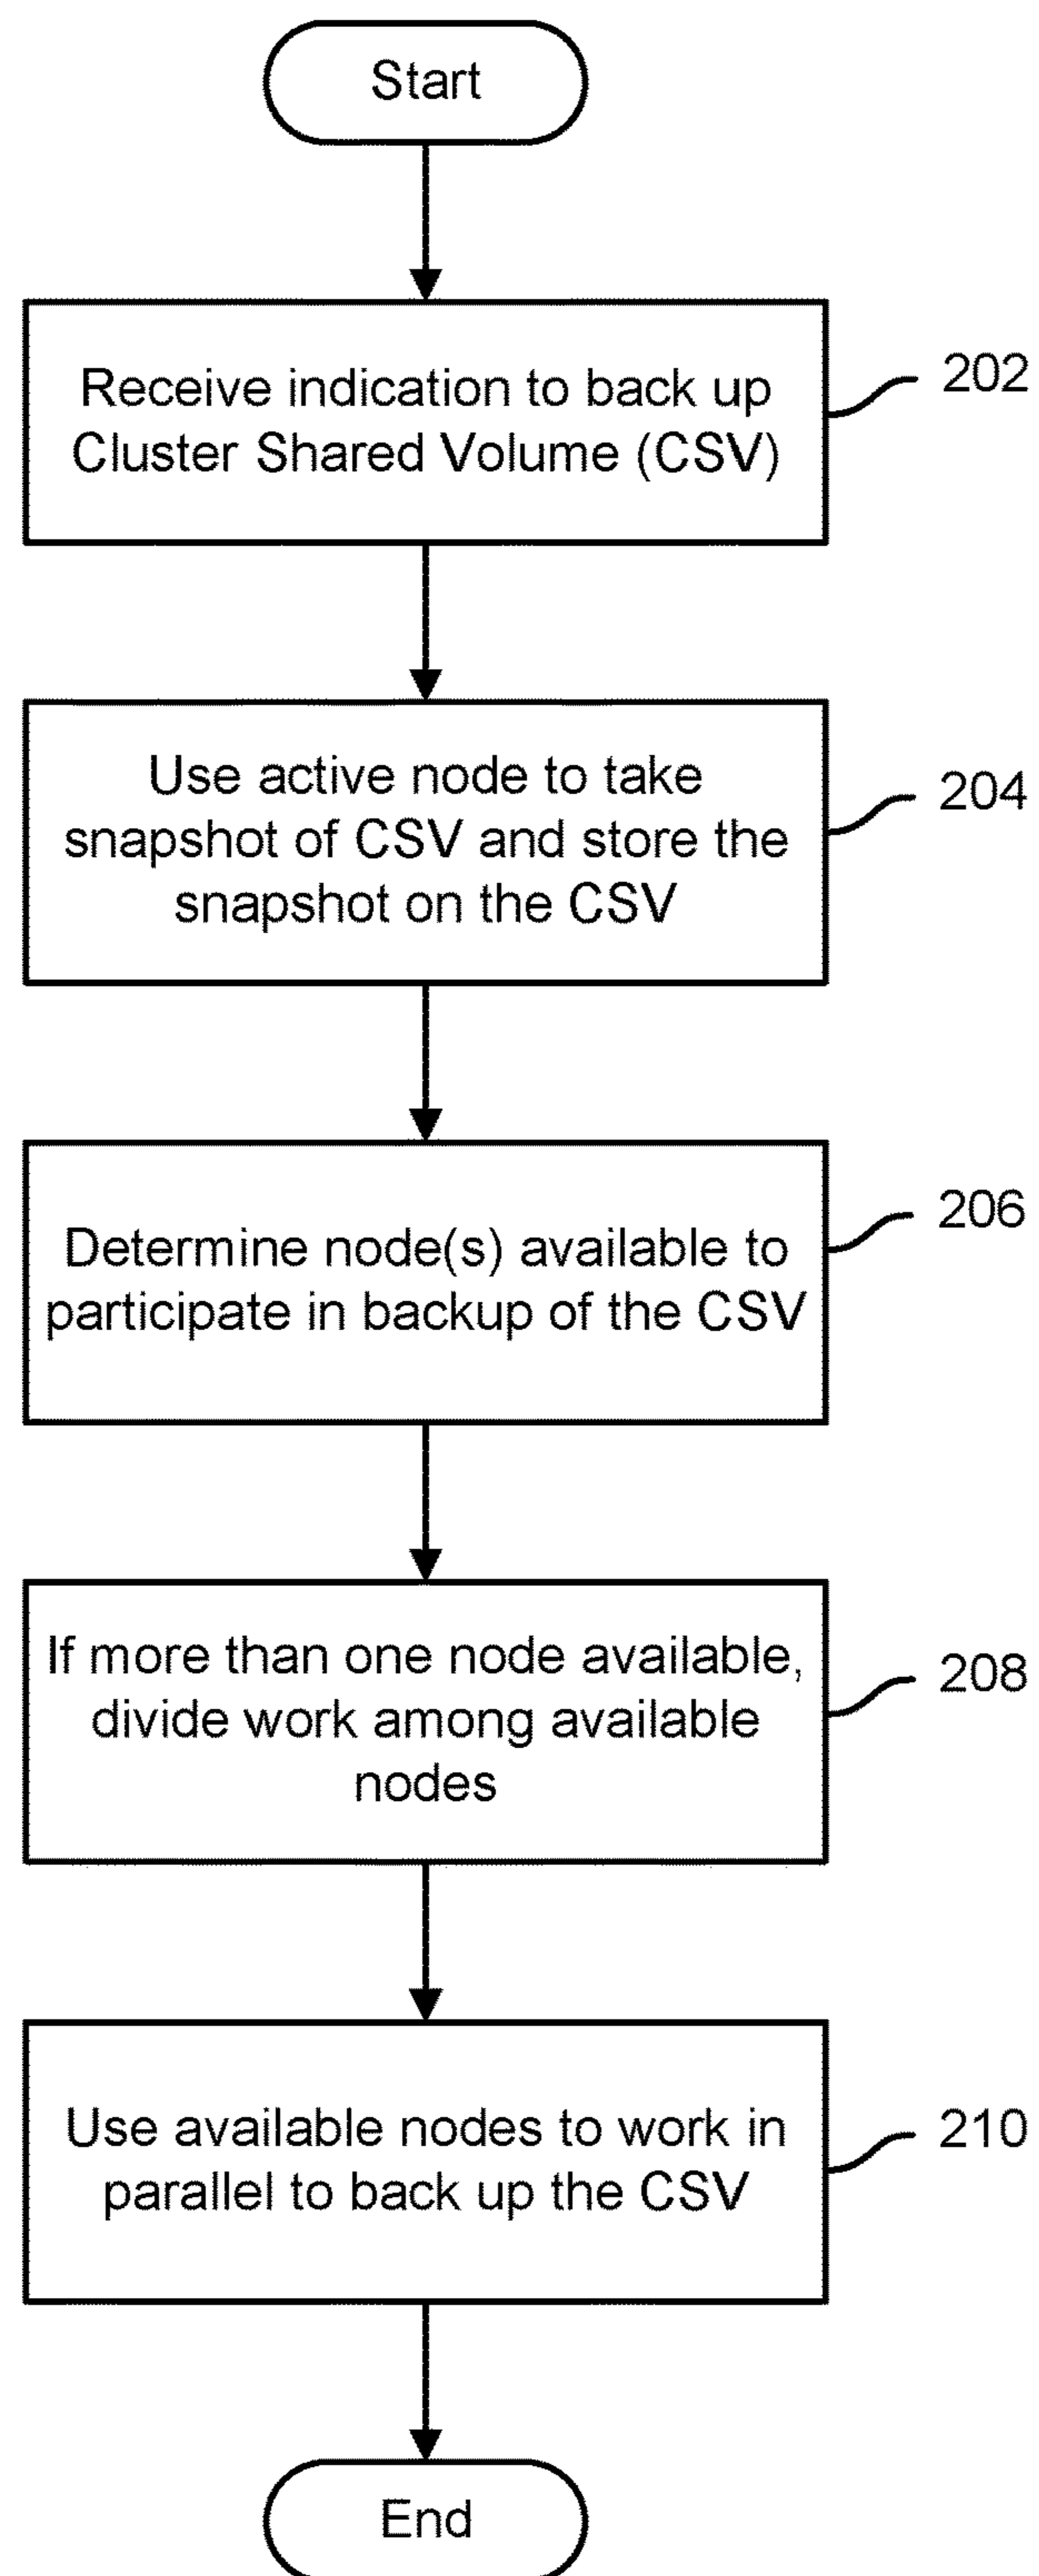 Start
Receive indication to back up
Cluster Shared Volume (CSV)
202
Use active node to take
snapshot of CSV and store the
snapshot on the CSV
204
Determine node(s) available to
participate in backup of the CSV
206
If more than one node available,
divide work among available
nodes
208
Use available nodes to work in
parallel to back up the CSV
210
End